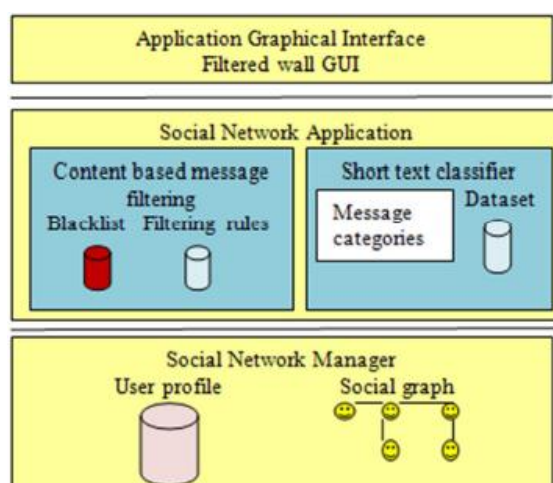 Application Graphical Interface
Filtered wall GUI
Social Network Application
Content based message
filtering
Blacklist Filtering rules
Short text classifier
Message
categories
Dataset
Social Network Manager
User profile
Social graph